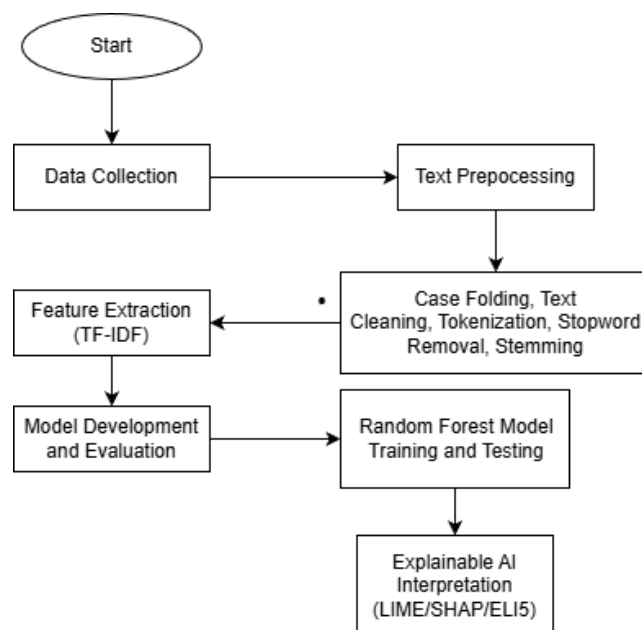 Start
Data Collection
Text Prepocessing
Case Folding, Text
Cleaning, Tokenization, Stopword
Removal, Stemming
Feature Extraction
(TF-IDF)
Model Development
and Evaluation
Random Forest Model
Training and Testing
Explainable AI
Interpretation
(LIME/SHAP/ELI5)